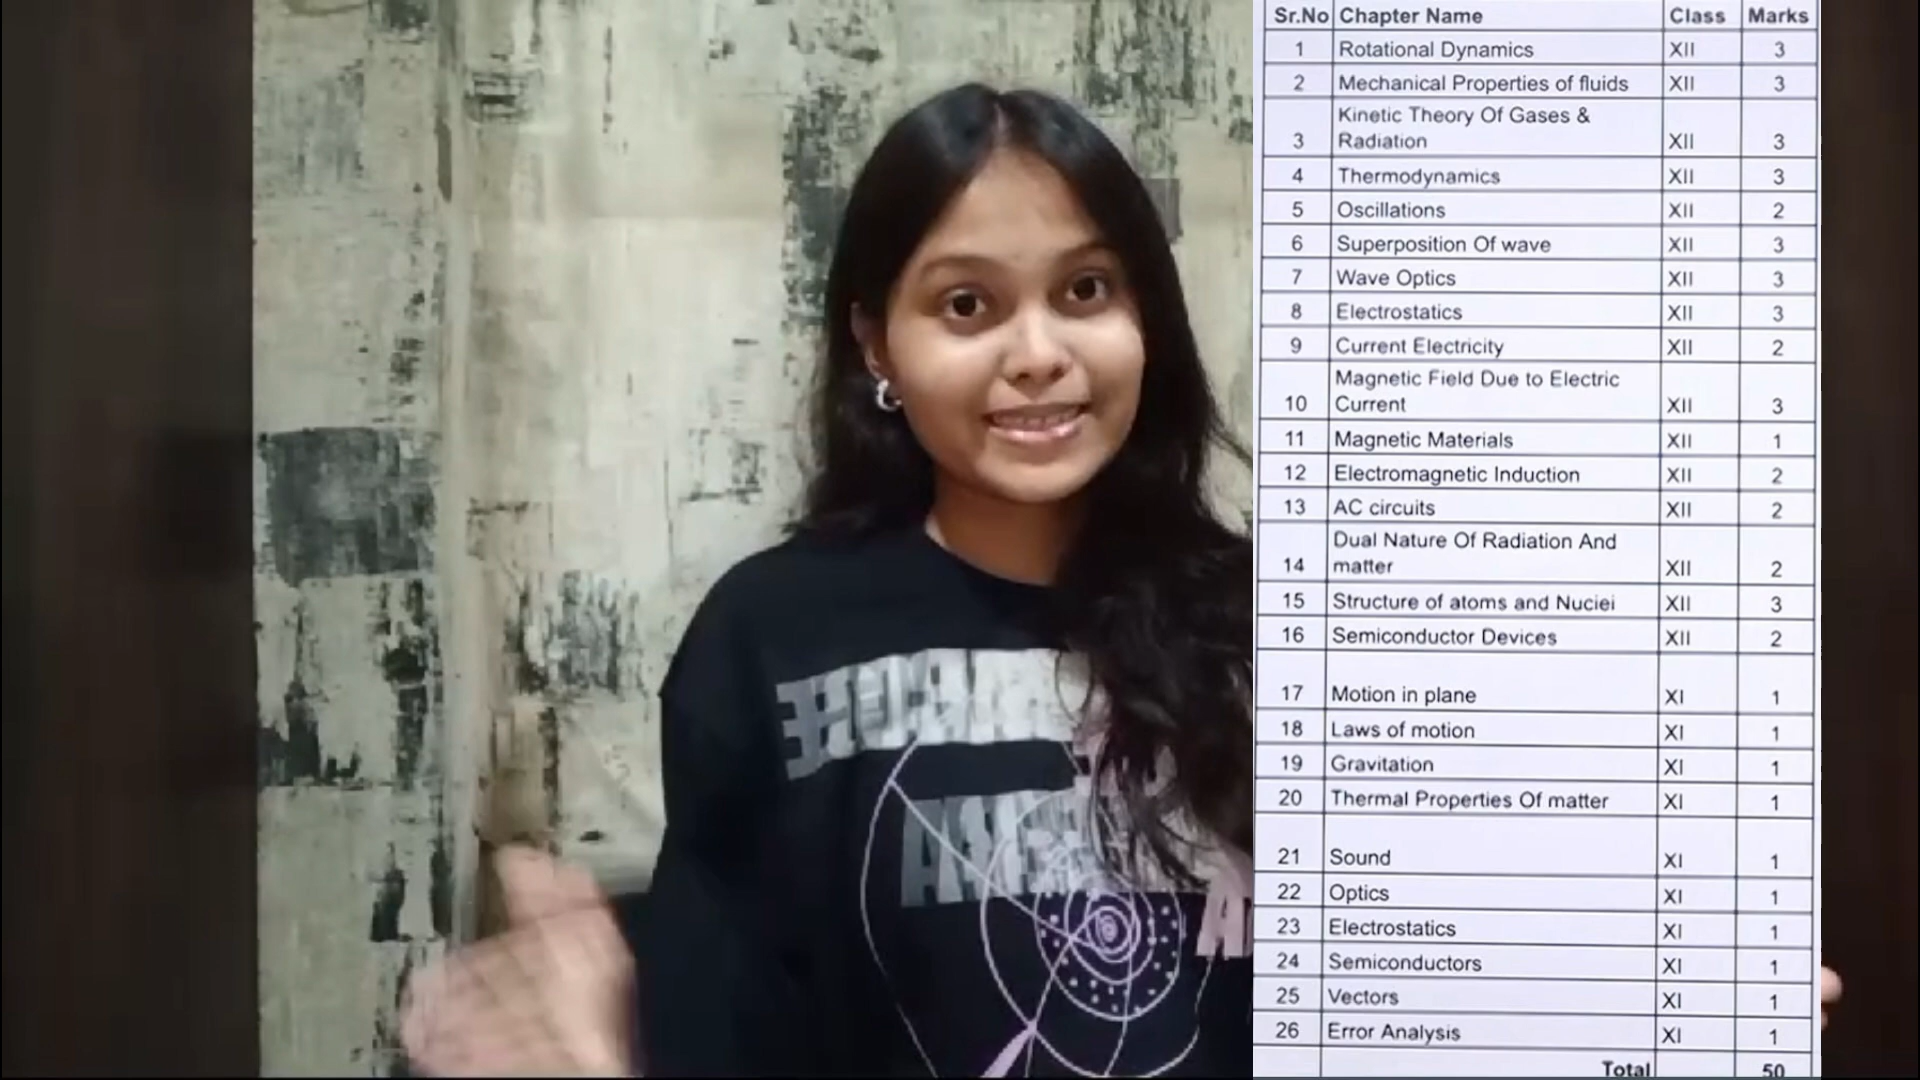 Sr.No Chapter Name Class Marks
1 Rotational Dynamics XII 3
2 Mechanical Properties of fluids XII 3
Kinetic Theory Of Gases &
3 Radiation XII 3
4 Thermodynamics XII 3
5 Oscillations XII 2
6 Superposition Of wave XII 3
7 Wave Optics XII 3
8 Electrostatics XII 3
9 Current Electricity XII 2
Magnetic Field Due to Electric
10 Current XII 3
11 Magnetic Materials XII 1
12 Electromagnetic Induction XII 2
13 AC circuits XII 2
Dual Nature Of Radiation And
14 matter XII 2
15 Structure of atoms and Nuciei XII 3
16 Semiconductor Devices XII 2
17 Motion in plane XI 1
18 Laws of motion XI 1
19 Gravitation XI 1
20 Thermal Properties Of matter XI 1
21 Sound XI 1
22 Optics XI 1
23 Electrostatics XI 1
24 Semiconductors XI 1
25 Vectors XI 1
26 Error Analysis XI 1
Total 50